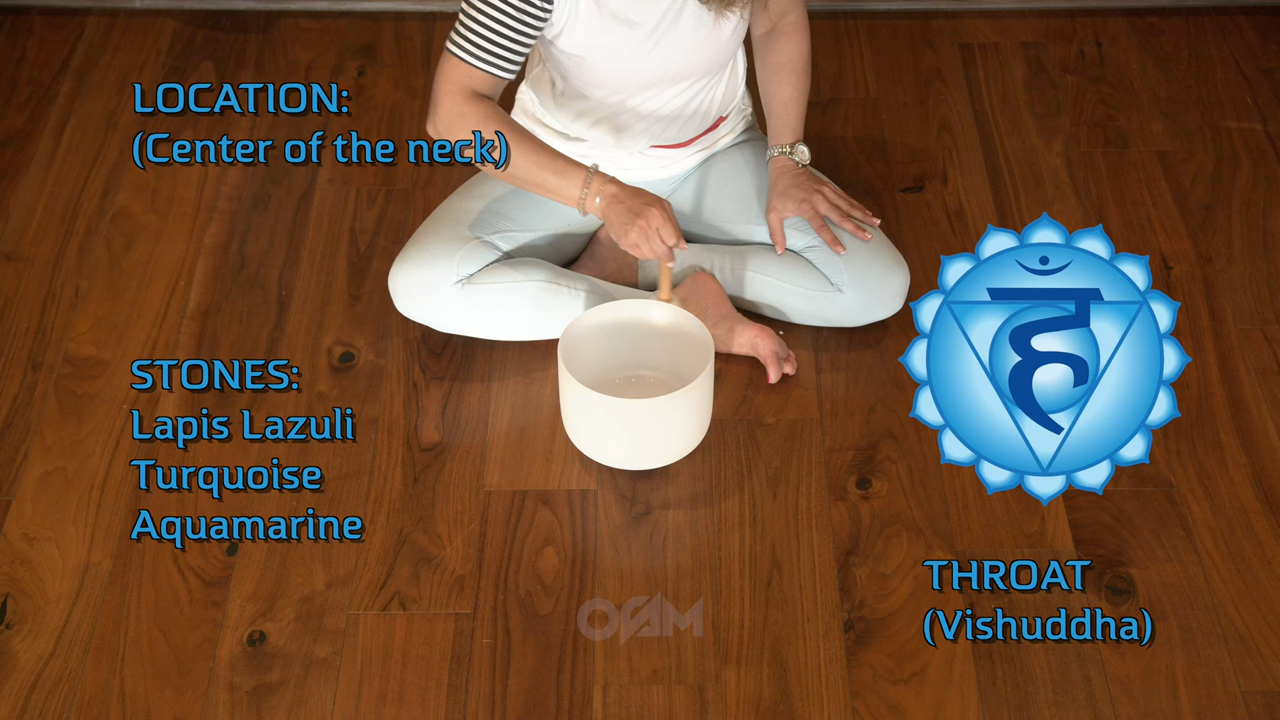 LOCATION:
(Center of the neck)
STONES:
Lapis Lazuli
Turquoise
Aquamarine
हं
THROAT
(Vishuddha)